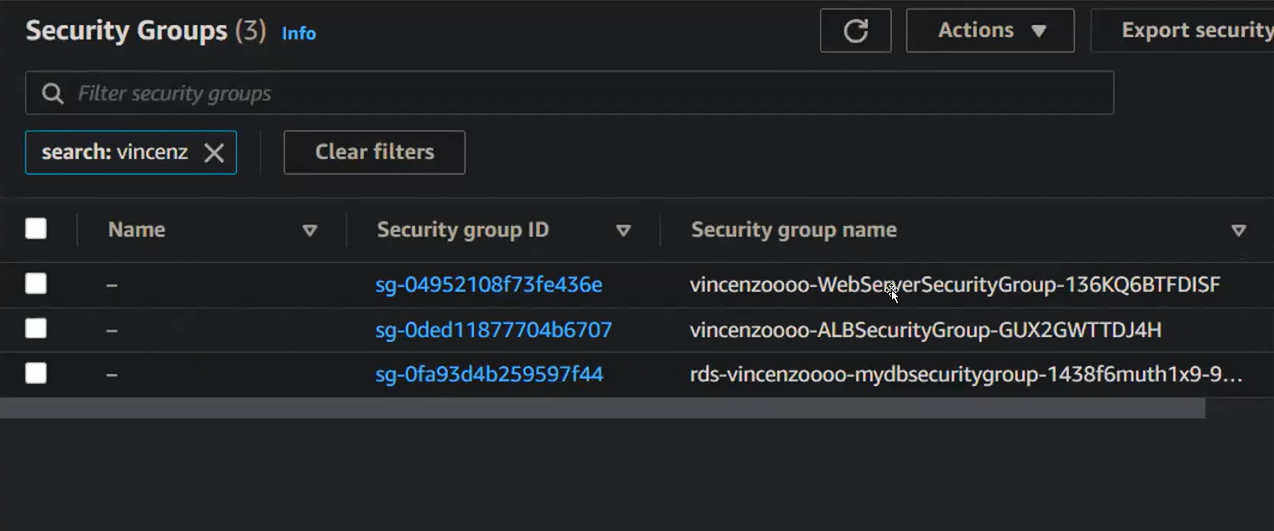 Security Groups (3) Info
Actions
Export security
Filter security groups
search: vincenz
Clear filters
Name Security group ID Security group name
– sg-04952108f73fe436e vincenzoooo-WebServerSecurityGroup-136KQ6BTFDISF
– sg-0ded11877704b6707 vincenzoooo-ALBSecurityGroup-GUX2GWTTDJ4H
– sg-0fa93d4b259597f44 rds-vincenzoooo-mydbsecuritygroup-1438f6muth1x9-9...